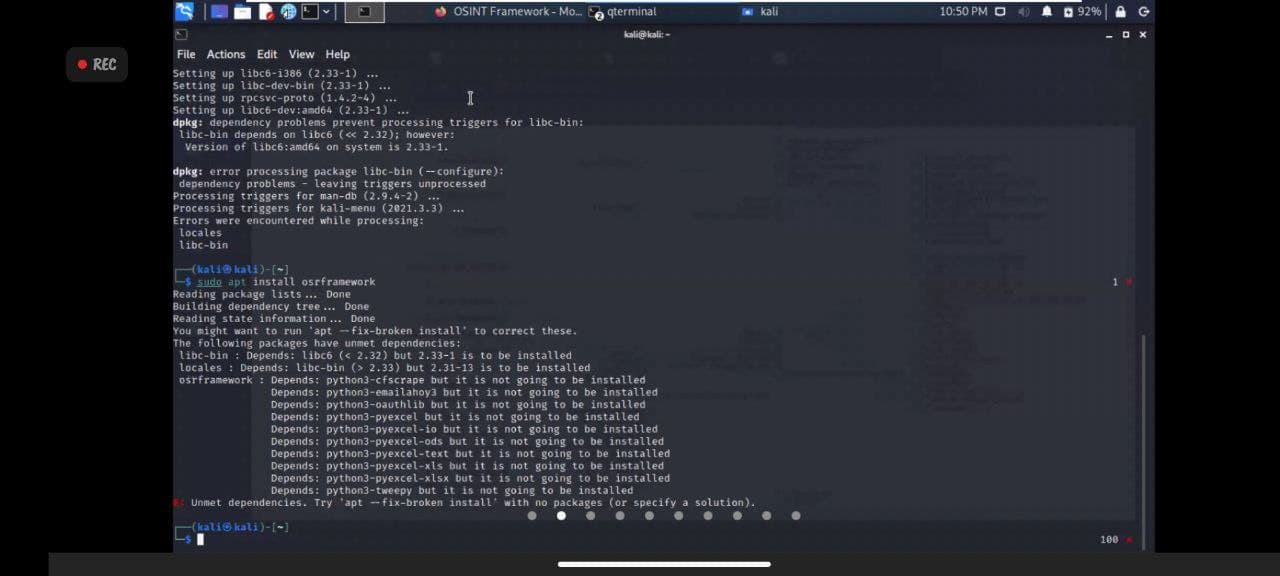 OSINT Framework - Mo...
2 qterminal
kali
10:50 PM
92%
kali@kali: ~
REC
File Actions Edit View Help
Setting up libc6-i386 (2.33-1) ...
Setting up libc-dev-bin (2.33-1) ...
Setting up rpcsvc-proto (1.4.2-4) ...
Setting up libc6-dev:amd64 (2.33-1) ...
dpkg: dependency problems prevent processing triggers for libc-bin:
libc-bin depends on libc6 (<< 2.32); however:
Version of libc6:amd64 on system is 2.33-1.
dpkg: error processing package libc-bin (--configure):
dependency problems - leaving triggers unprocessed
Processing triggers for man-db (2.9.4-2) ...
Processing triggers for kali-menu (2021.3.3) ...
Errors were encountered while processing:
locales
libc-bin
┌──(kali㉿kali)-[~]
└─$ sudo apt install osrframework 1 ⨯
Reading package lists... Done
Building dependency tree... Done
Reading state information... Done
You might want to run 'apt --fix-broken install' to correct these.
The following packages have unmet dependencies:
libc-bin : Depends: libc6 (< 2.32) but 2.33-1 is to be installed
locales : Depends: libc-bin (> 2.33) but 2.31-13 is to be installed
osrframework : Depends: python3-cfscrape but it is not going to be installed
Depends: python3-emailahoy3 but it is not going to be installed
Depends: python3-oauthlib but it is not going to be installed
Depends: python3-pyexcel but it is not going to be installed
Depends: python3-pyexcel-io but it is not going to be installed
Depends: python3-pyexcel-ods but it is not going to be installed
Depends: python3-pyexcel-text but it is not going to be installed
Depends: python3-pyexcel-xls but it is not going to be installed
Depends: python3-pyexcel-xlsx but it is not going to be installed
Depends: python3-tweepy but it is not going to be installed
E: Unmet dependencies. Try 'apt --fix-broken install' with no packages (or specify a solution).
┌──(kali㉿kali)-[~]
└─$ 100 ⨯